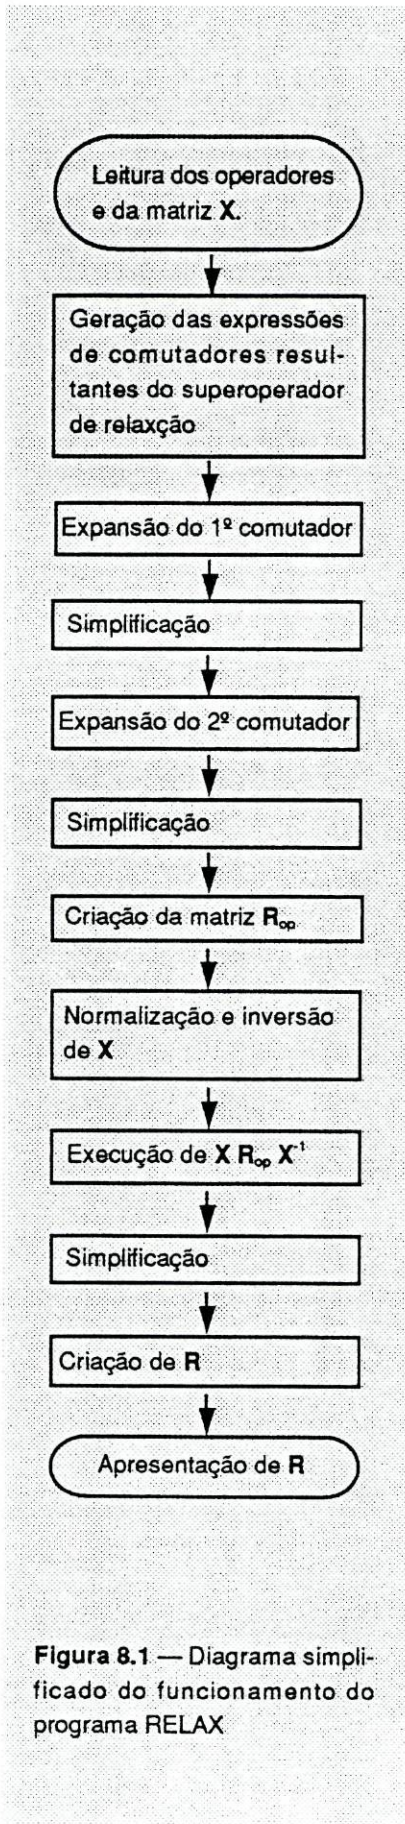 Leitura dos operadores
e da matriz X.
Geração das expressões
de comutadores resul-
tantes do superoperador
de relaxção
Expansão do 1º comutador
Simplificação
Expansão do 2º comutador
Simplificação
Criação da matriz R_op
Normalização e inversão
de X
Execução de X R_op X^-1
Simplificação
Criação de R
Apresentação de R
Figura 8.1 — Diagrama simpli-
ficado do funcionamento do
programa RELAX